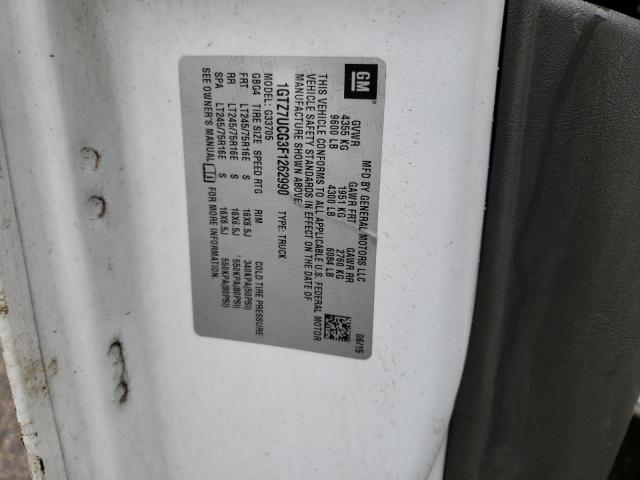 GM
MFD BY GENERAL MOTORS LLC
06/15
GVWR GAWR FRT GAWR RR
4355 KG 1951 KG 2760 KG
9600 LB 4300 LB 6084 LB
THIS VEHICLE CONFORMS TO ALL APPLICABLE U.S. FEDERAL MOTOR
VEHICLE SAFETY STANDARDS IN EFFECT ON THE DATE OF
MANUFACTURE SHOWN ABOVE.
1GTZ7UCG3F1262990 TYPE: TRUCK
MODEL: G33705
GBG4 TIRE SIZE SPEED RTG RIM COLD TIRE PRESSURE
FRT LT245/75R16E S 16X6.5J 340KPA(50PSI)
RR LT245/75R16E S 16X6.5J 550KPA(80PSI)
SPA LT245/75R16E S 16X6.5J 550KPA(80PSI)
SEE OWNER'S MANUAL FOR MORE INFORMATION.